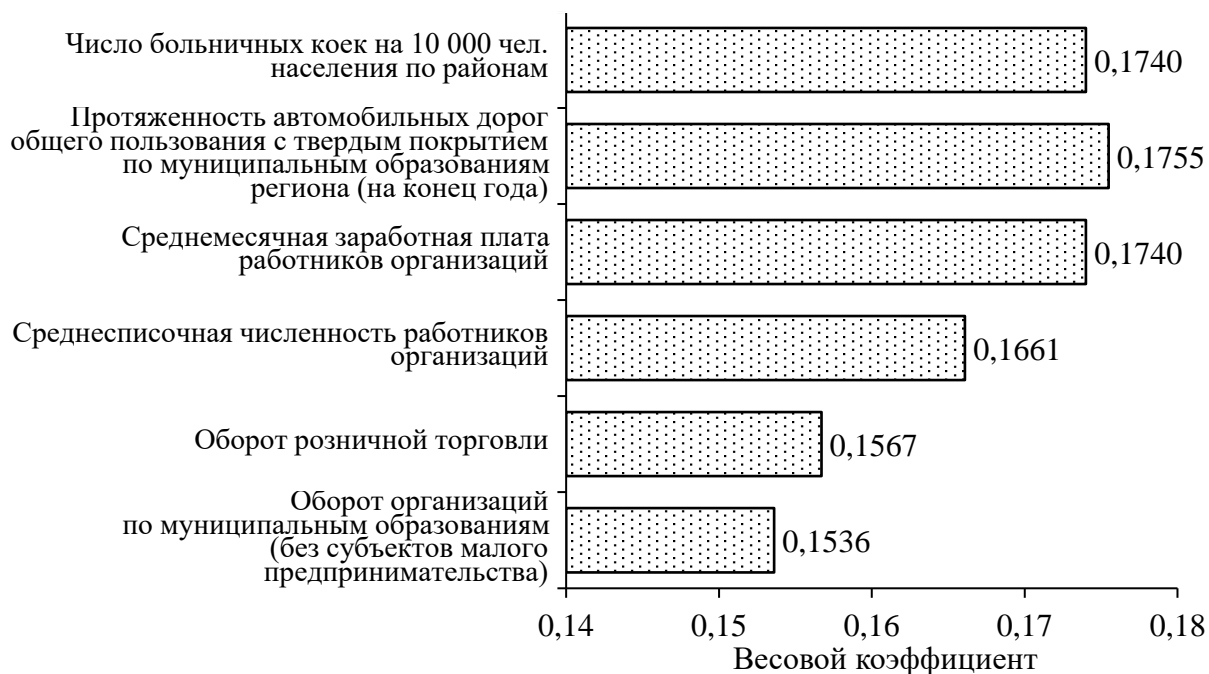 Число больничных коек на 10 000 чел.
населения по районам
0,1740
Протяженность автомобильных дорог
общего пользования с твердым покрытием
по муниципальным образованиям
региона (на конец года)
0,1755
Среднемесячная заработная плата
работников организаций
0,1740
Среднесписочная численность работников
организаций
0,1661
Оборот розничной торговли
0,1567
Оборот организаций
по муниципальным образованиям
(без субъектов малого
предпринимательства)
0,1536
0,14 0,15 0,16 0,17 0,18
Весовой коэффициент